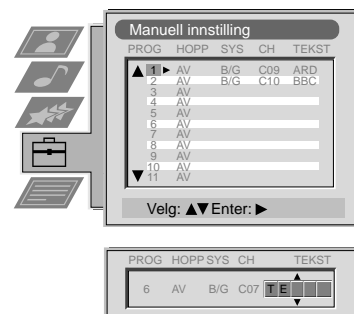 Manuell innstilling
PROG HOPP SYS CH TEKST
1 AV B/G C09 ARD
2 AV B/G C10 BBC
3 AV
4 AV
5 AV
6 AV
7 AV
8 AV
9 AV
10 AV
11 AV
Velg: ▲▼ Enter: ▶
PROG HOPP SYS CH TEKST
6 AV B/G C07 T E